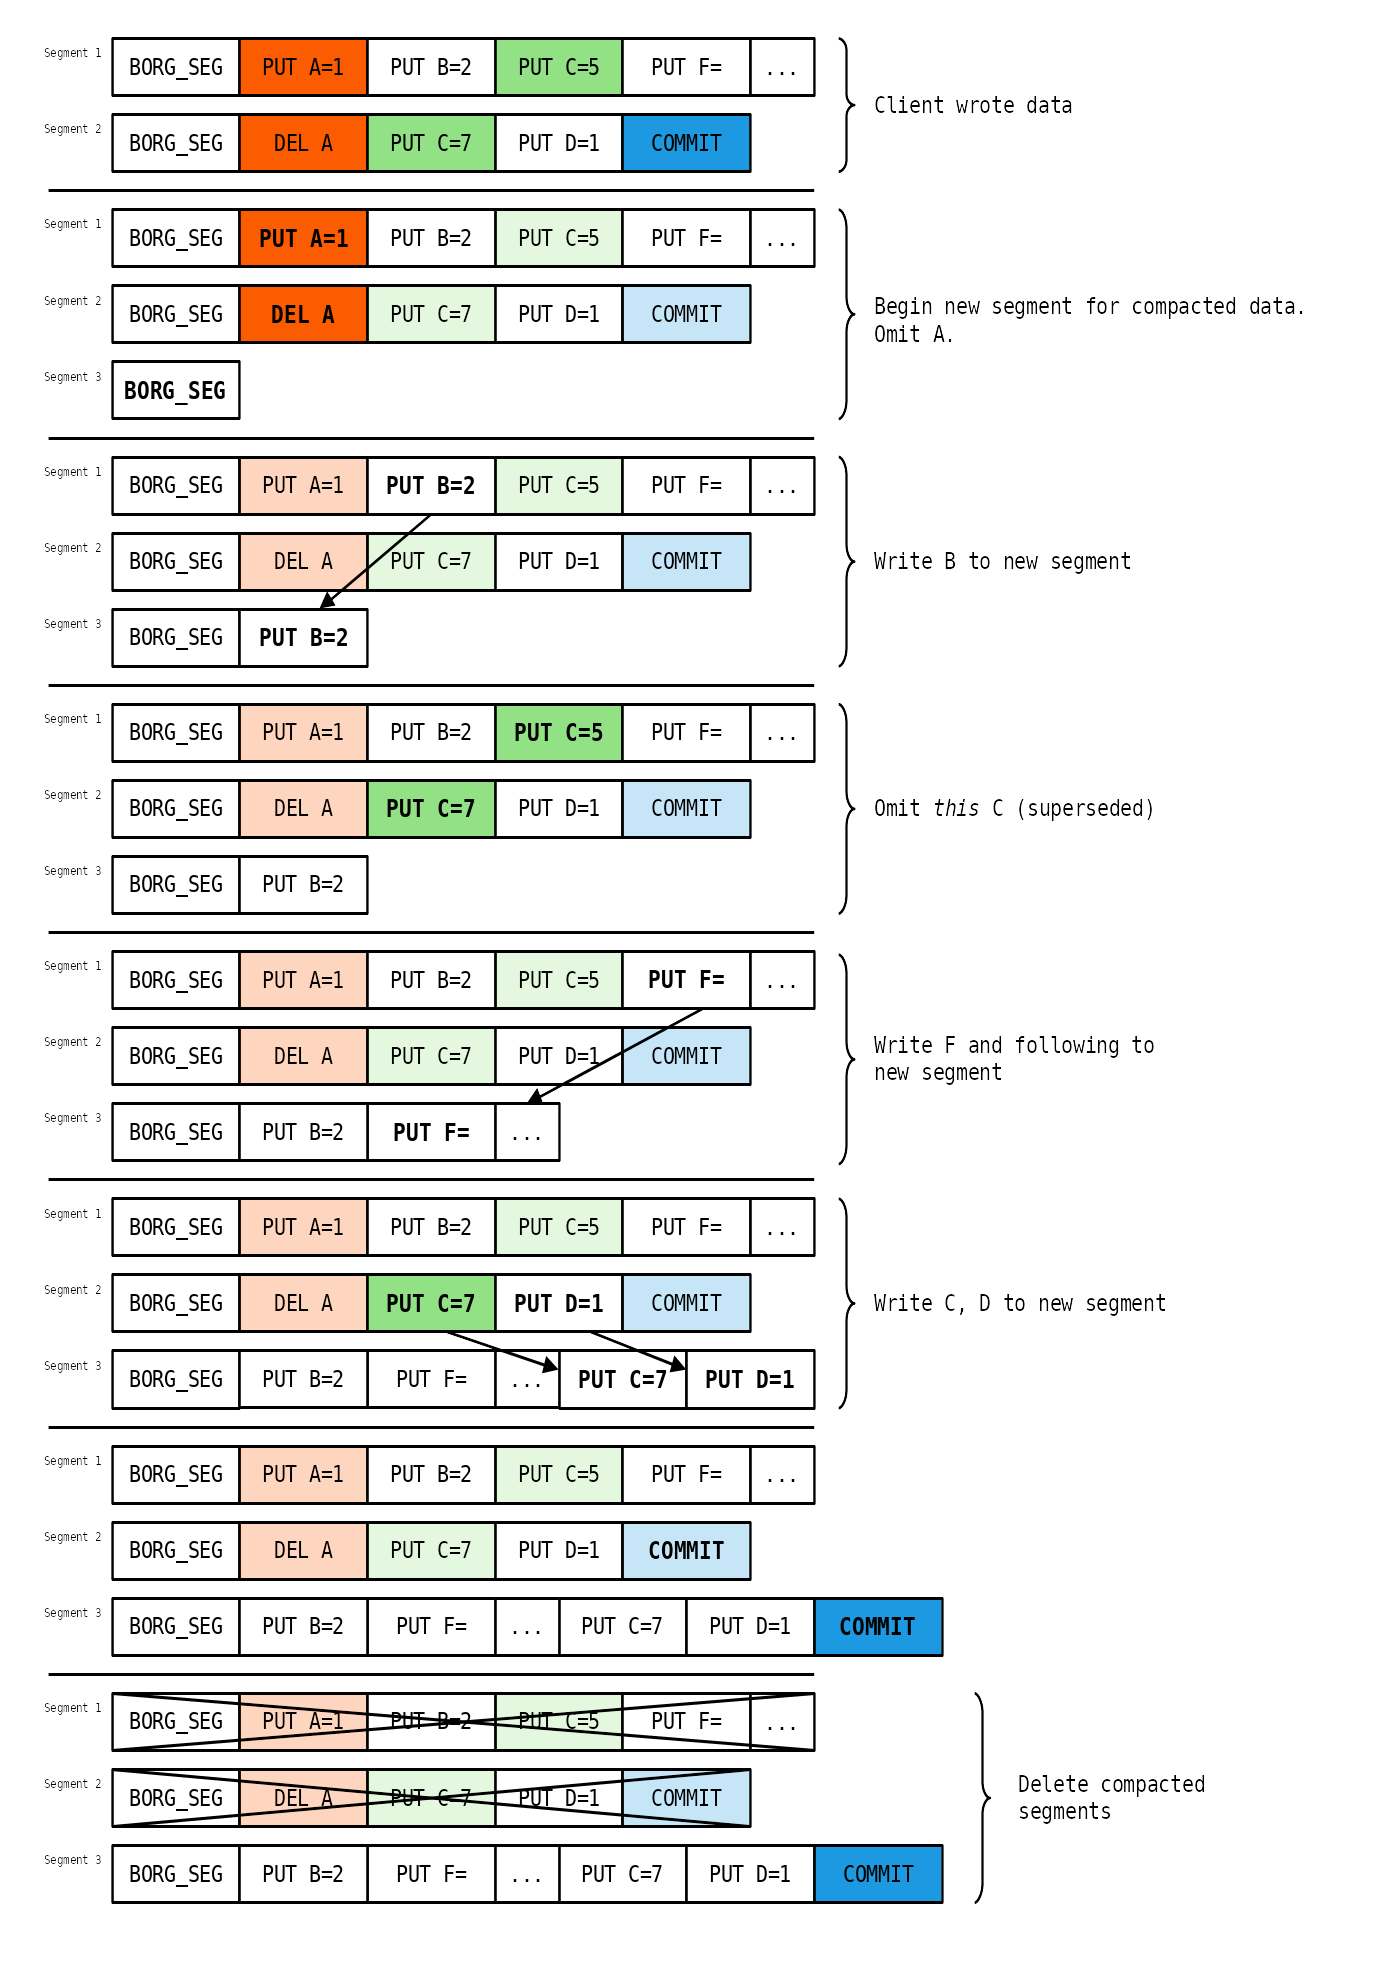 Segment 1 BORG_SEG PUT A=1 PUT B=2 PUT C=5 PUT F= ...
Client wrote data
Segment 2 BORG_SEG DEL A PUT C=7 PUT D=1 COMMIT
Segment 1 BORG_SEG PUT A=1 PUT B=2 PUT C=5 PUT F= ...
Segment 2 BORG_SEG DEL A PUT C=7 PUT D=1 COMMIT
Begin new segment for compacted data.
Omit A.
Segment 3 BORG_SEG
Segment 1 BORG_SEG PUT A=1 PUT B=2 PUT C=5 PUT F= ...
Segment 2 BORG_SEG DEL A PUT C=7 PUT D=1 COMMIT
Write B to new segment
Segment 3 BORG_SEG PUT B=2
Segment 1 BORG_SEG PUT A=1 PUT B=2 PUT C=5 PUT F= ...
Segment 2 BORG_SEG DEL A PUT C=7 PUT D=1 COMMIT
Omit this C (superseded)
Segment 3 BORG_SEG PUT B=2
Segment 1 BORG_SEG PUT A=1 PUT B=2 PUT C=5 PUT F= ...
Segment 2 BORG_SEG DEL A PUT C=7 PUT D=1 COMMIT
Write F and following to
new segment
Segment 3 BORG_SEG PUT B=2 PUT F= ...
Segment 1 BORG_SEG PUT A=1 PUT B=2 PUT C=5 PUT F= ...
Segment 2 BORG_SEG DEL A PUT C=7 PUT D=1 COMMIT
Write C, D to new segment
Segment 3 BORG_SEG PUT B=2 PUT F= ... PUT C=7 PUT D=1
Segment 1 BORG_SEG PUT A=1 PUT B=2 PUT C=5 PUT F= ...
Segment 2 BORG_SEG DEL A PUT C=7 PUT D=1 COMMIT
Segment 3 BORG_SEG PUT B=2 PUT F= ... PUT C=7 PUT D=1 COMMIT
Segment 1 BORG_SEG PUT A=1 PUT B=2 PUT C=5 PUT F= ...
Segment 2 BORG_SEG DEL A PUT C=7 PUT D=1 COMMIT
Delete compacted
segments
Segment 3 BORG_SEG PUT B=2 PUT F= ... PUT C=7 PUT D=1 COMMIT